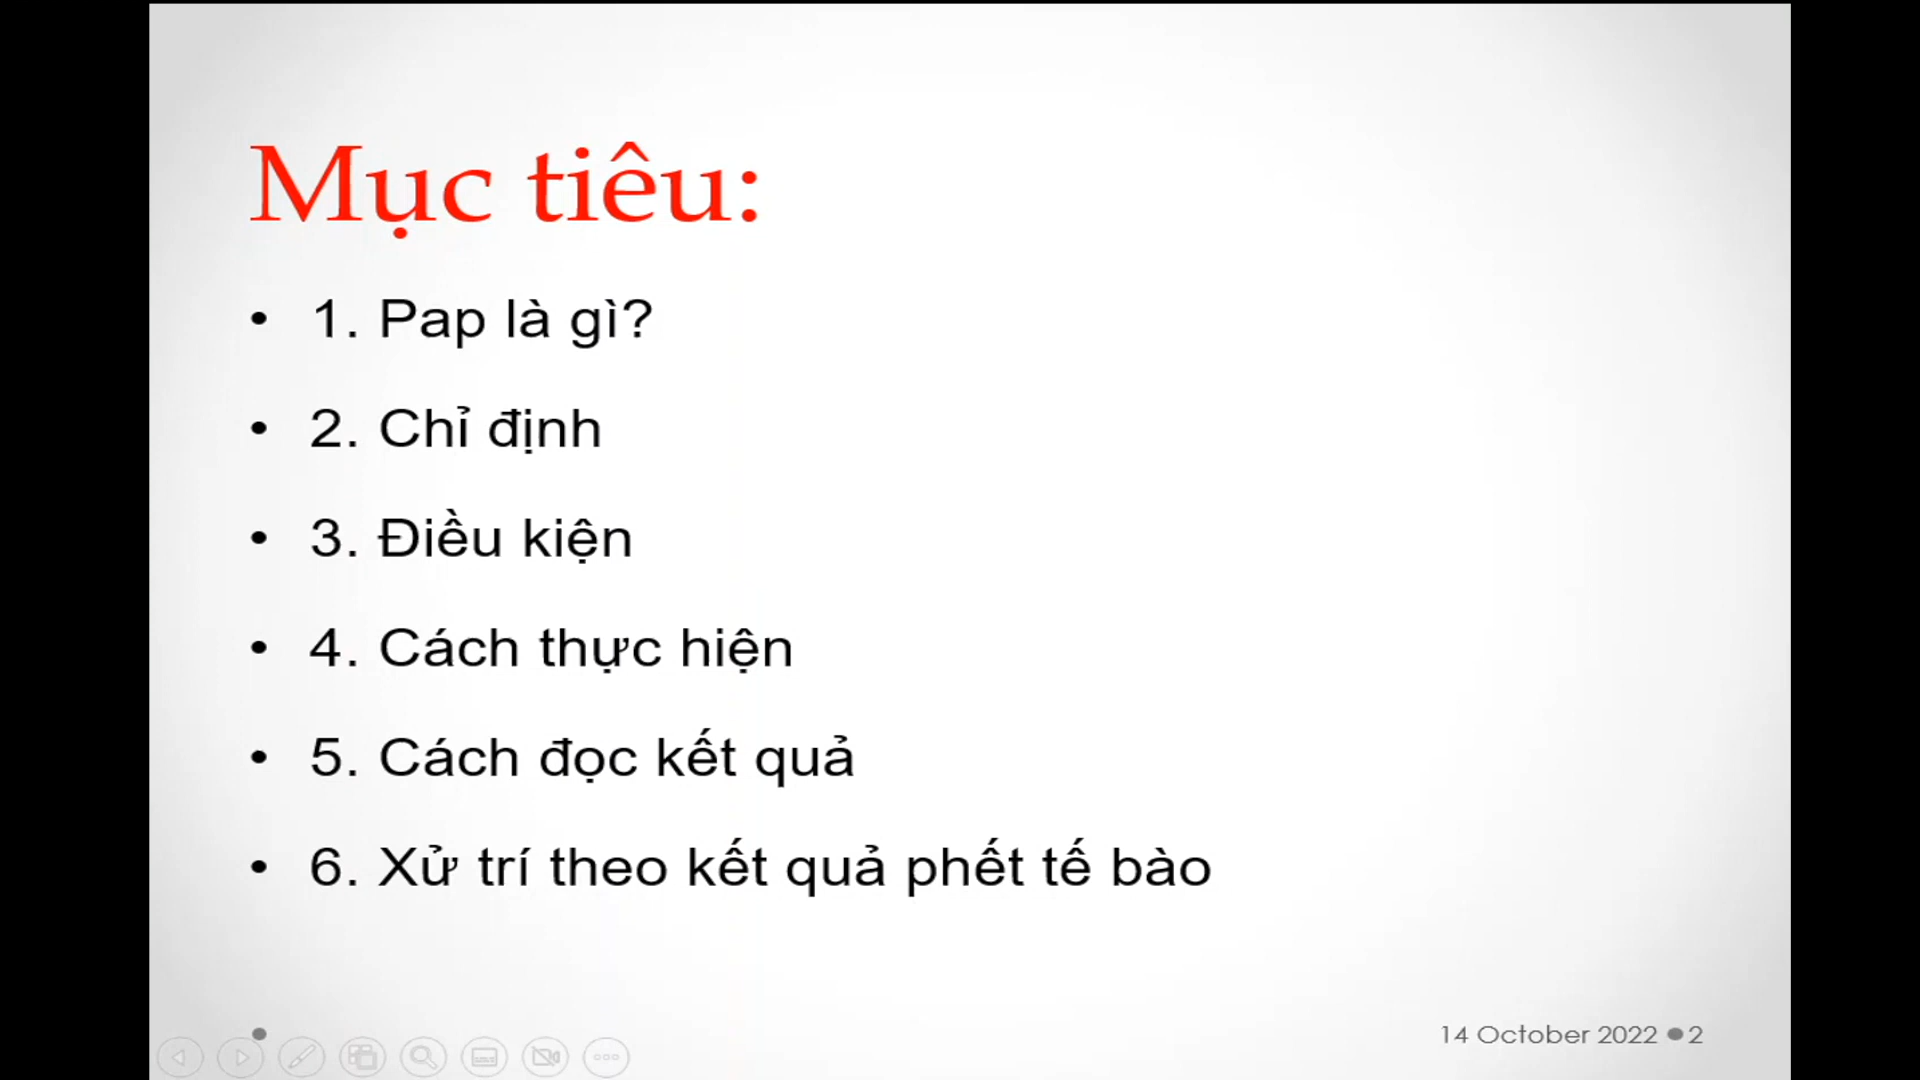 Mục tiêu:
• 1. Pap là gì?
• 2. Chỉ định
• 3. Điều kiện
• 4. Cách thực hiện
• 5. Cách đọc kết quả
• 6. Xử trí theo kết quả phết tế bào
14 October 2022 ● 2